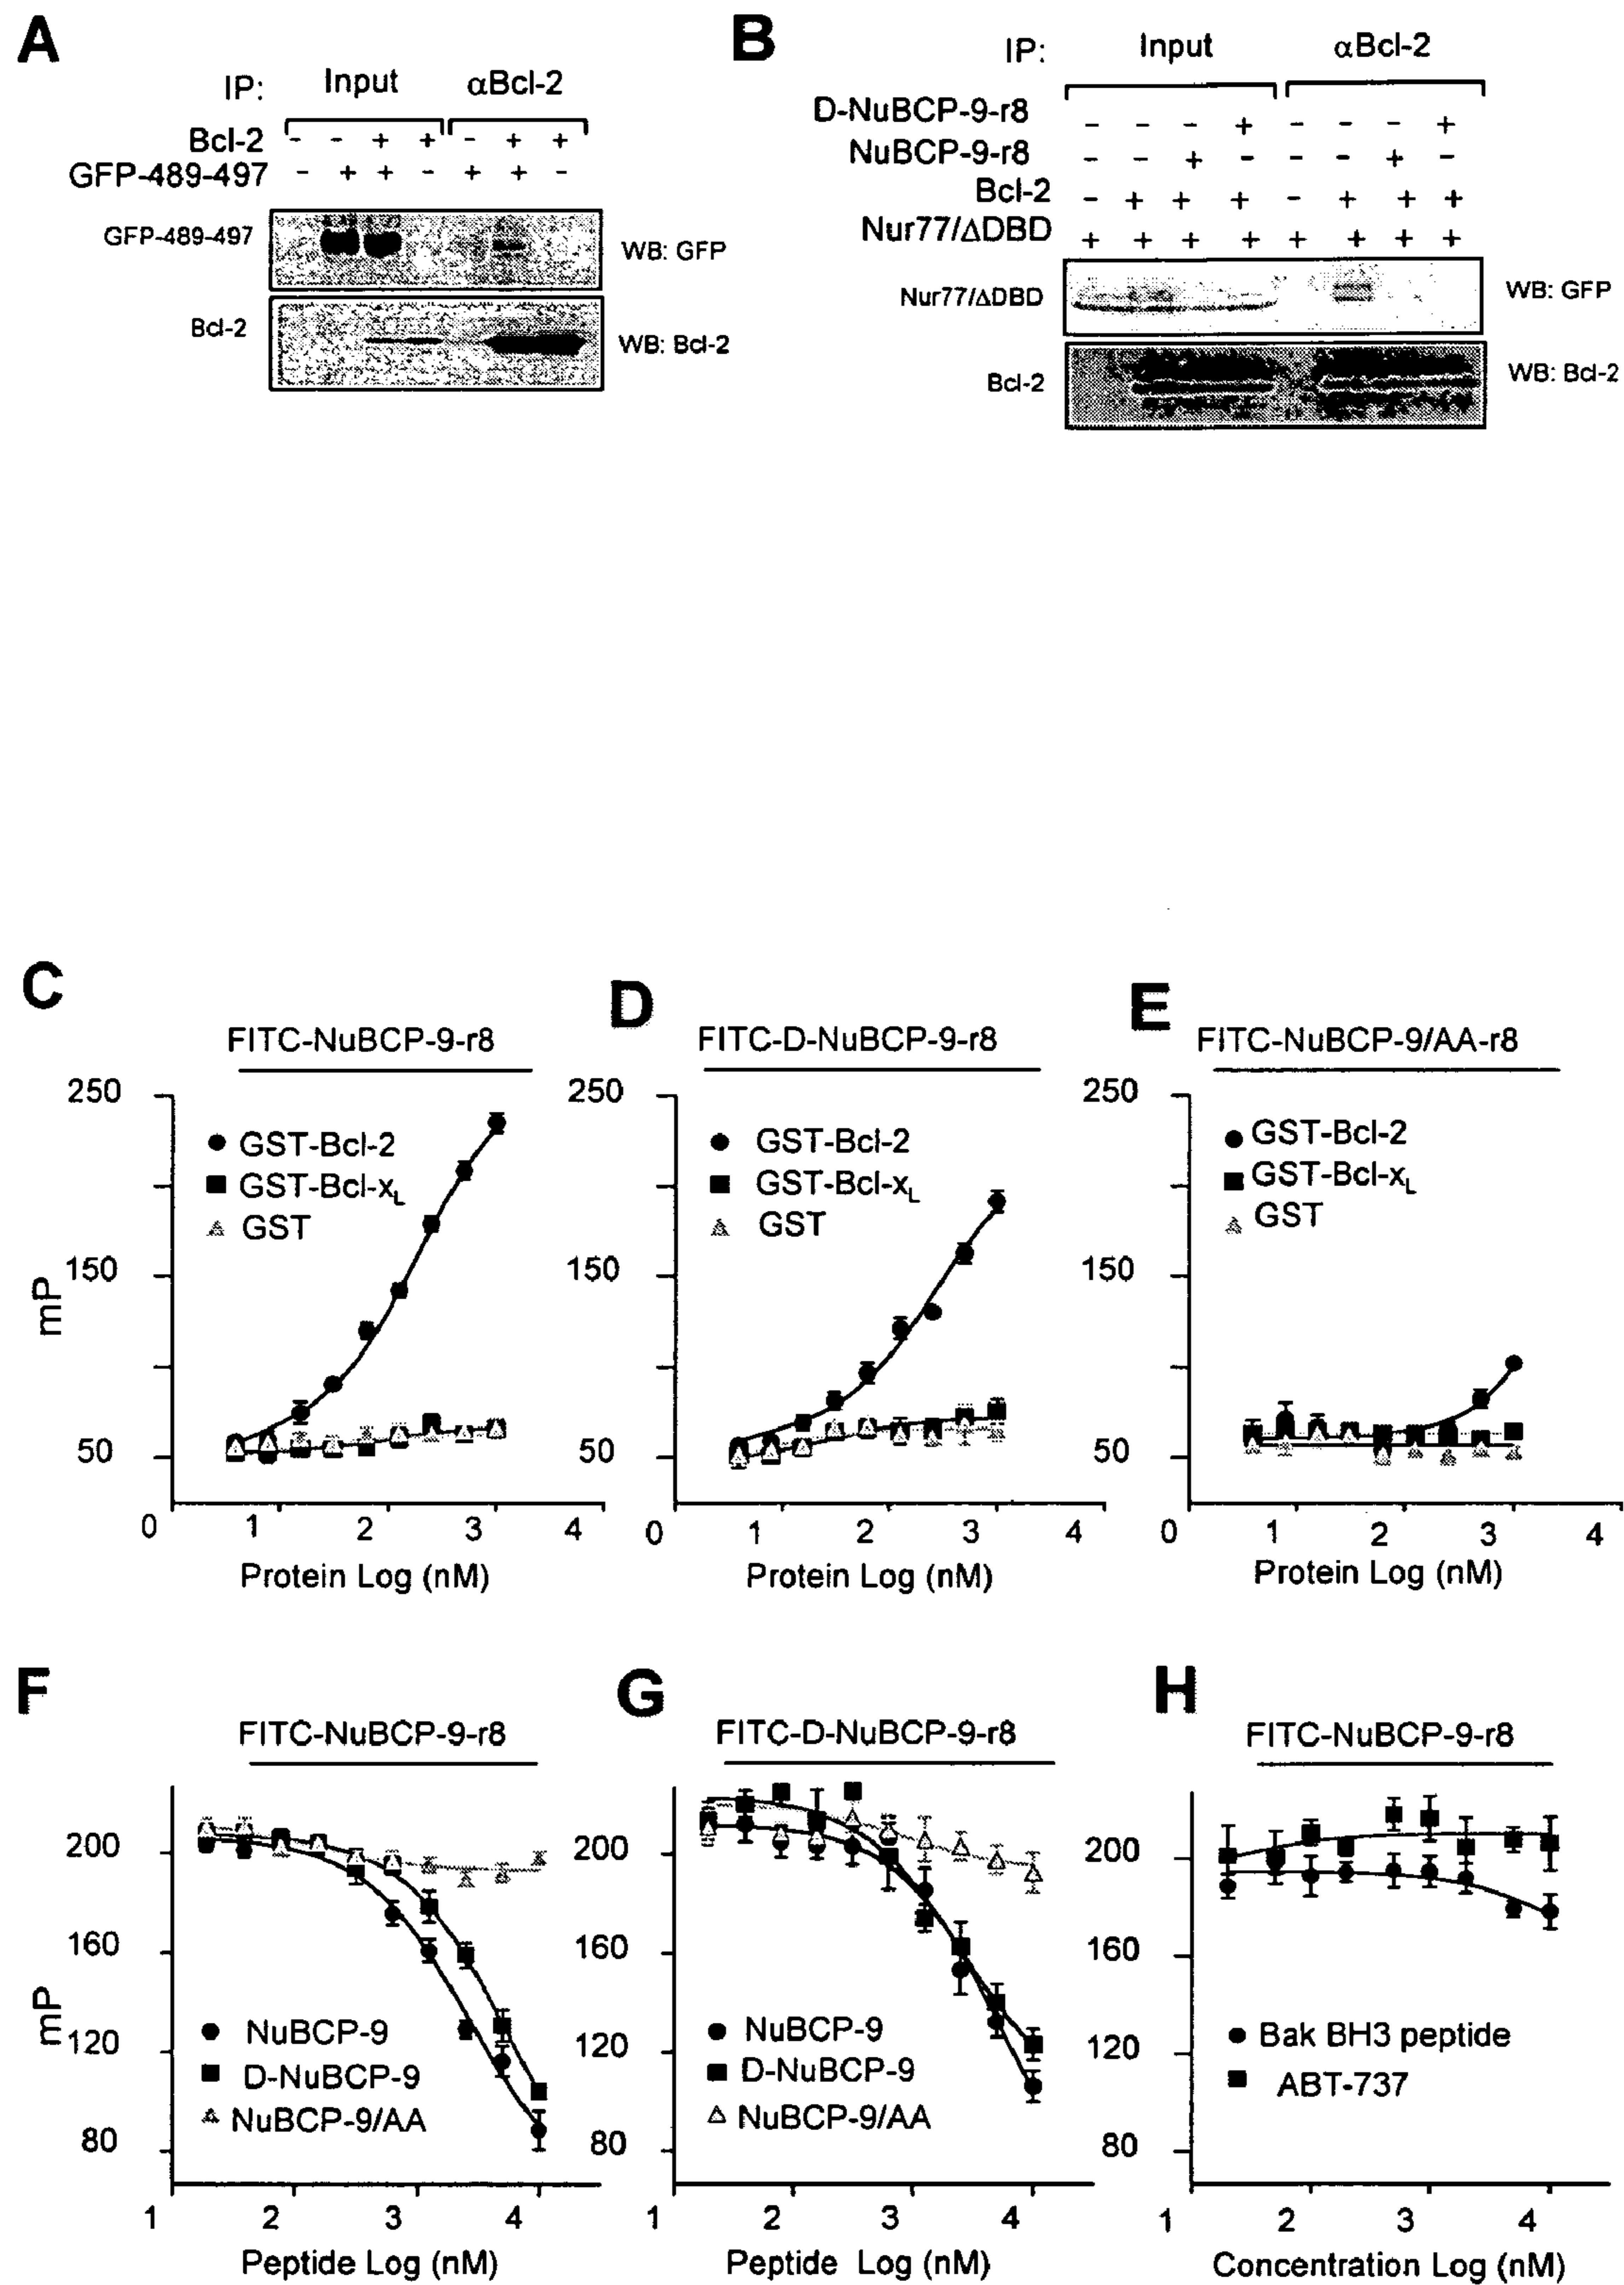 A
IP: Input αBcl-2
Bcl-2 - - + + - + +
GFP-489-497 - + + - + + -
GFP-489-497 WB: GFP
Bcl-2 WB: Bcl-2
B
IP: Input αBcl-2
D-NuBCP-9-r8 - - - + - - - +
NuBCP-9-r8 - - + - - - + -
Bcl-2 - + + + - + + +
Nur77/ΔDBD + + + + + + + +
Nur77/ΔDBD WB: GFP
Bcl-2 WB: Bcl-2
C
FITC-NuBCP-9-r8
250
150
50
mP
GST-Bcl-2
GST-Bcl-xL
GST
0 1 2 3 4
Protein Log (nM)
D
FITC-D-NuBCP-9-r8
250
150
50
GST-Bcl-2
GST-Bcl-xL
GST
0 1 2 3 4
Protein Log (nM)
E
FITC-NuBCP-9/AA-r8
250
150
50
GST-Bcl-2
GST-Bcl-xL
GST
0 1 2 3 4
Protein Log (nM)
F
FITC-NuBCP-9-r8
200
160
120
80
mP
NuBCP-9
D-NuBCP-9
NuBCP-9/AA
1 2 3 4
Peptide Log (nM)
G
FITC-D-NuBCP-9-r8
200
160
120
80
NuBCP-9
D-NuBCP-9
NuBCP-9/AA
1 2 3 4
Peptide Log (nM)
H
FITC-NuBCP-9-r8
200
160
120
80
Bak BH3 peptide
ABT-737
1 2 3 4
Concentration Log (nM)